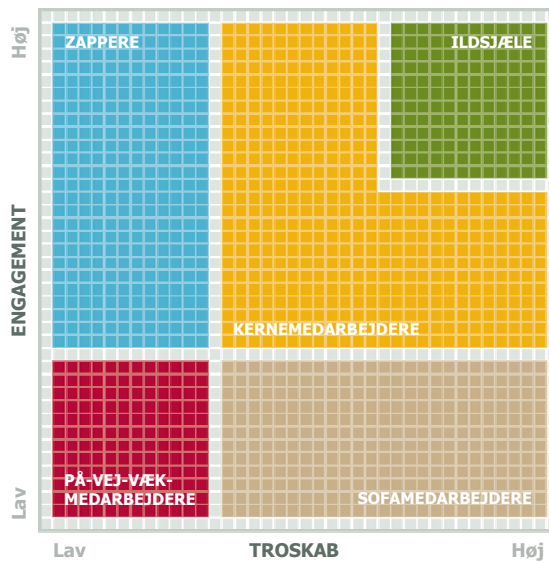 Høj
ZAPPERE
ILDSJÆLE
ENGAGEMENT
KERNEMEDARBEJDERE
PÅ-VEJ-VÆK-
MEDARBEJDERE
SOFAMEDARBEJDERE
Lav
Lav
TROSKAB
Høj